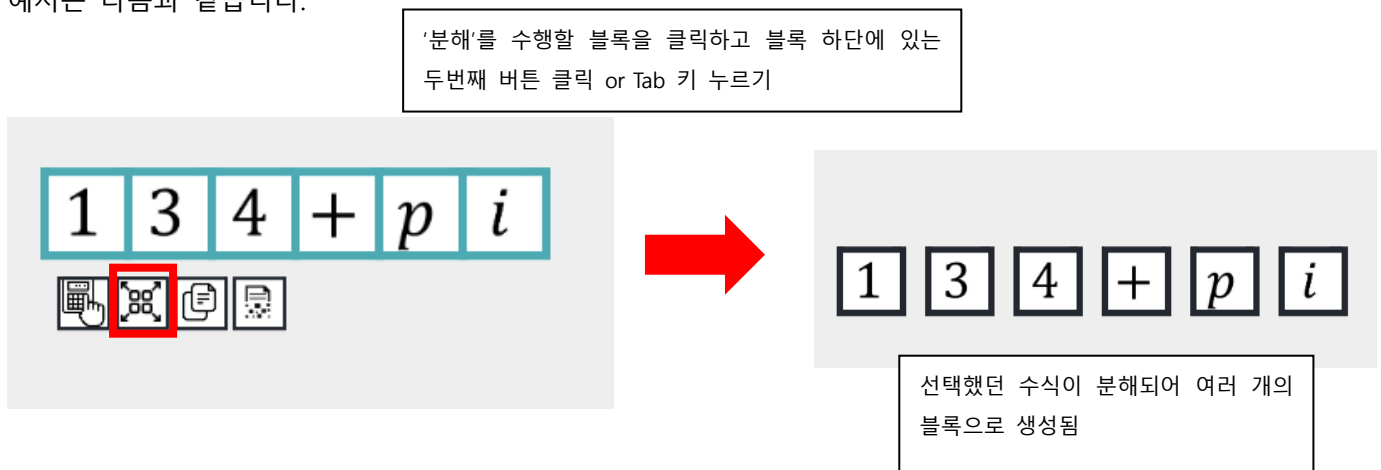 '분해'를 수행할 블록을 클릭하고 블록 하단에 있는
두번째 버튼 클릭 or Tab 키 누르기
1 3 4 + p i
1 3 4 + p i
선택했던 수식이 분해되어 여러 개의
블록으로 생성됨